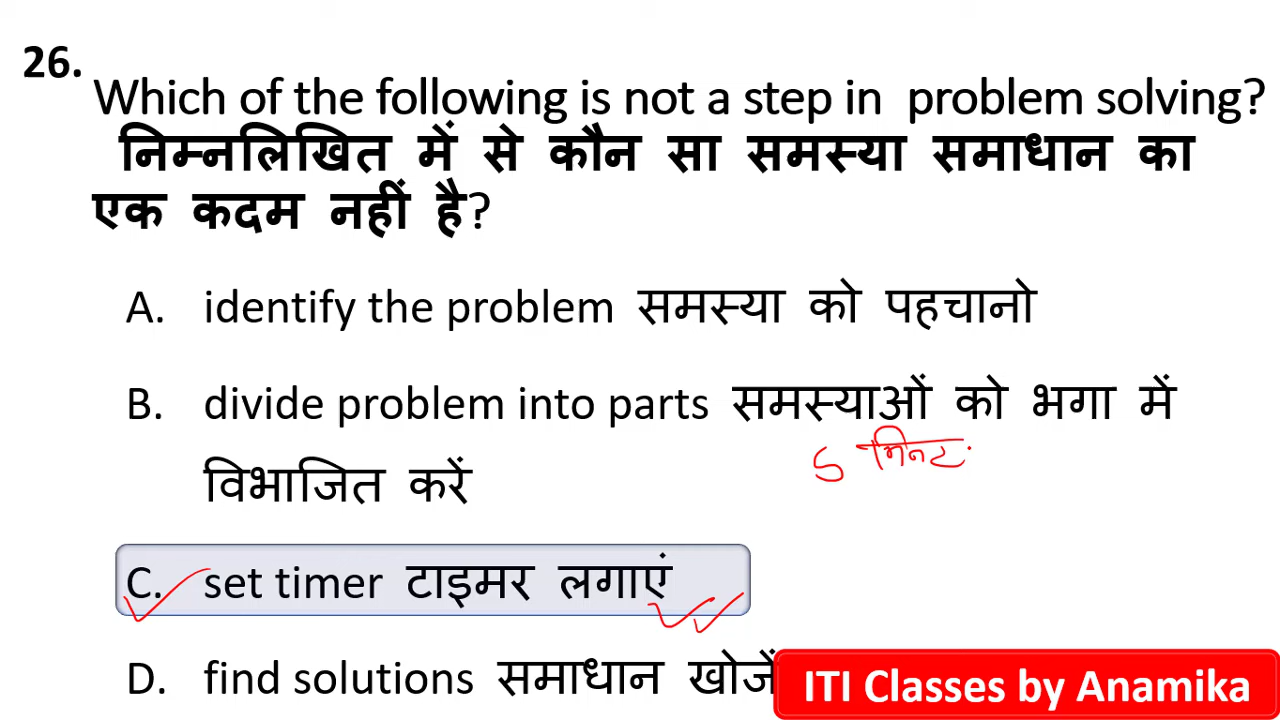 26.
Which of the following is not a step in problem solving?
निम्नलिखित में से कौन सा समस्या समाधान का
एक कदम नहीं है?
A. identify the problem समस्या को पहचानो
B. divide problem into parts समस्याओं को भगा में
5 मिनट
विभाजित करें
C. set timer टाइमर लगाएं
D. find solutions समाधान खोजें
ITI Classes by Anamika